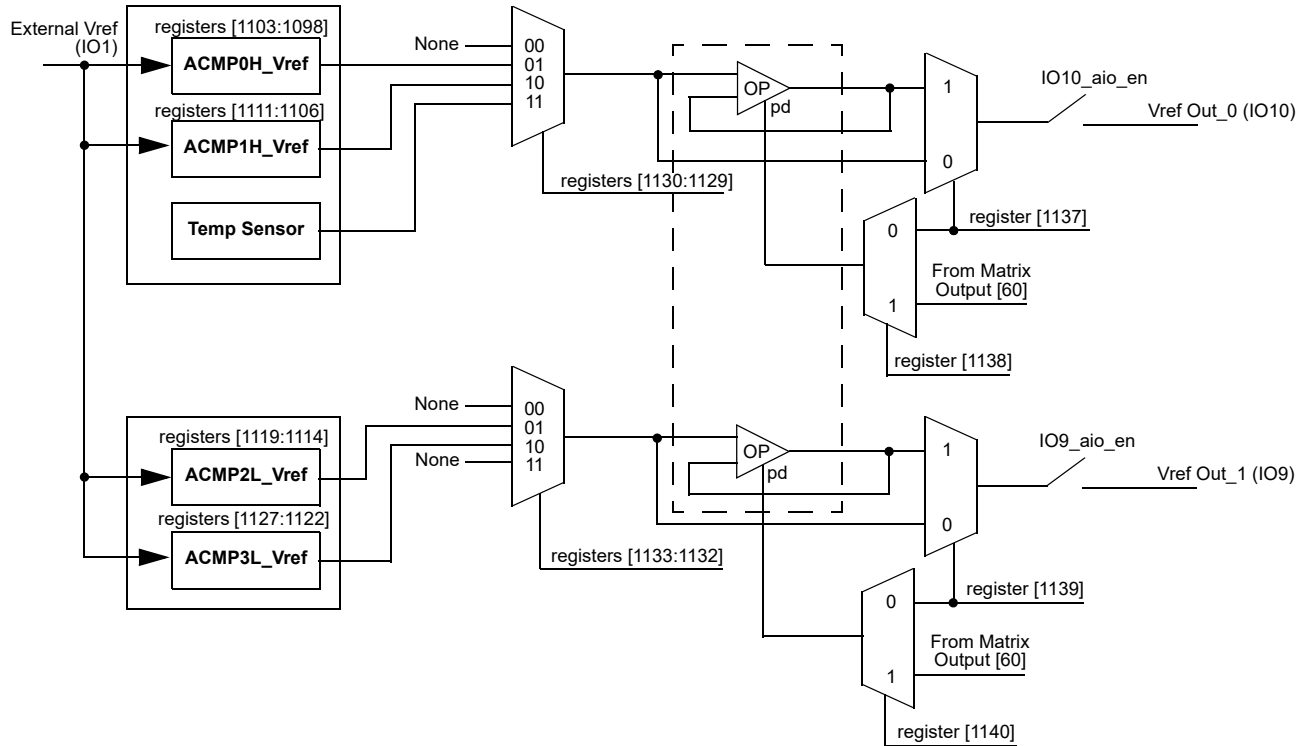 External Vref
(IO1)
registers [1103:1098]
ACMP0H_Vref
registers [1111:1106]
ACMP1H_Vref
Temp Sensor
None
00
01
10
11
registers [1130:1129]
OP
pd
1
0
IO10_aio_en
Vref Out_0 (IO10)
0
1
register [1137]
From Matrix
Output [60]
register [1138]
registers [1119:1114]
ACMP2L_Vref
registers [1127:1122]
ACMP3L_Vref
None
None
00
01
10
11
registers [1133:1132]
OP
pd
1
0
IO9_aio_en
Vref Out_1 (IO9)
0
1
register [1139]
From Matrix
Output [60]
register [1140]